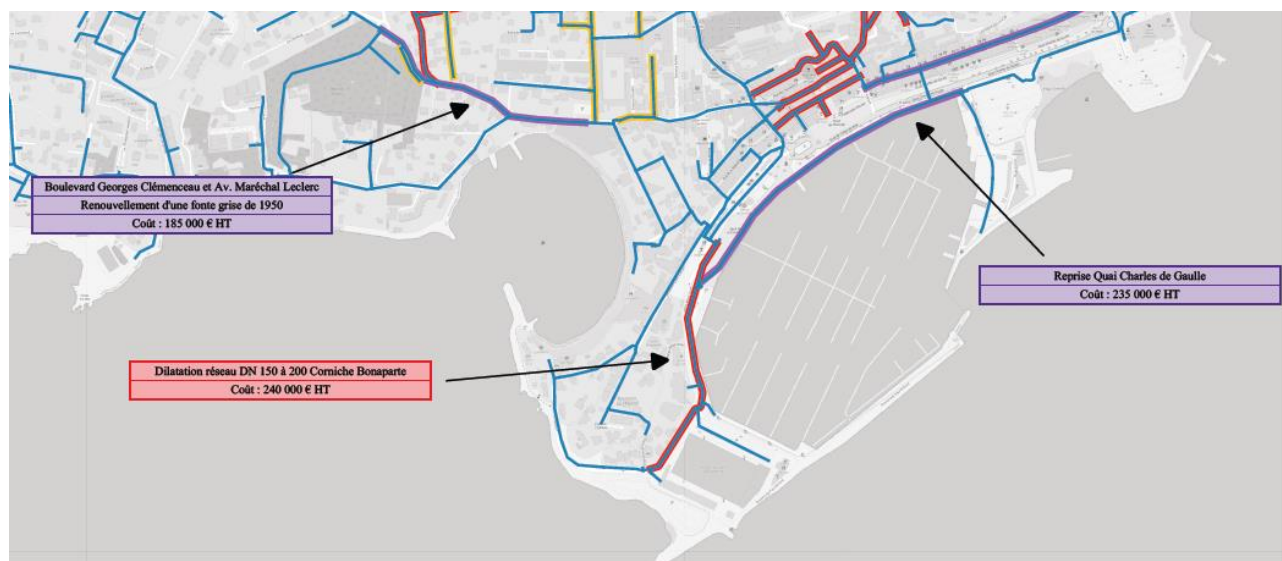 Boulevard Georges Clémenceau et Av. Maréchal Leclerc
Renouvellement d'une fonte grise de 1950
Coût : 185 000 € HT
Reprise Quai Charles de Gaulle
Coût : 235 000 € HT
Dilatation réseau DN 150 à 200 Corniche Bonaparte
Coût : 240 000 € HT